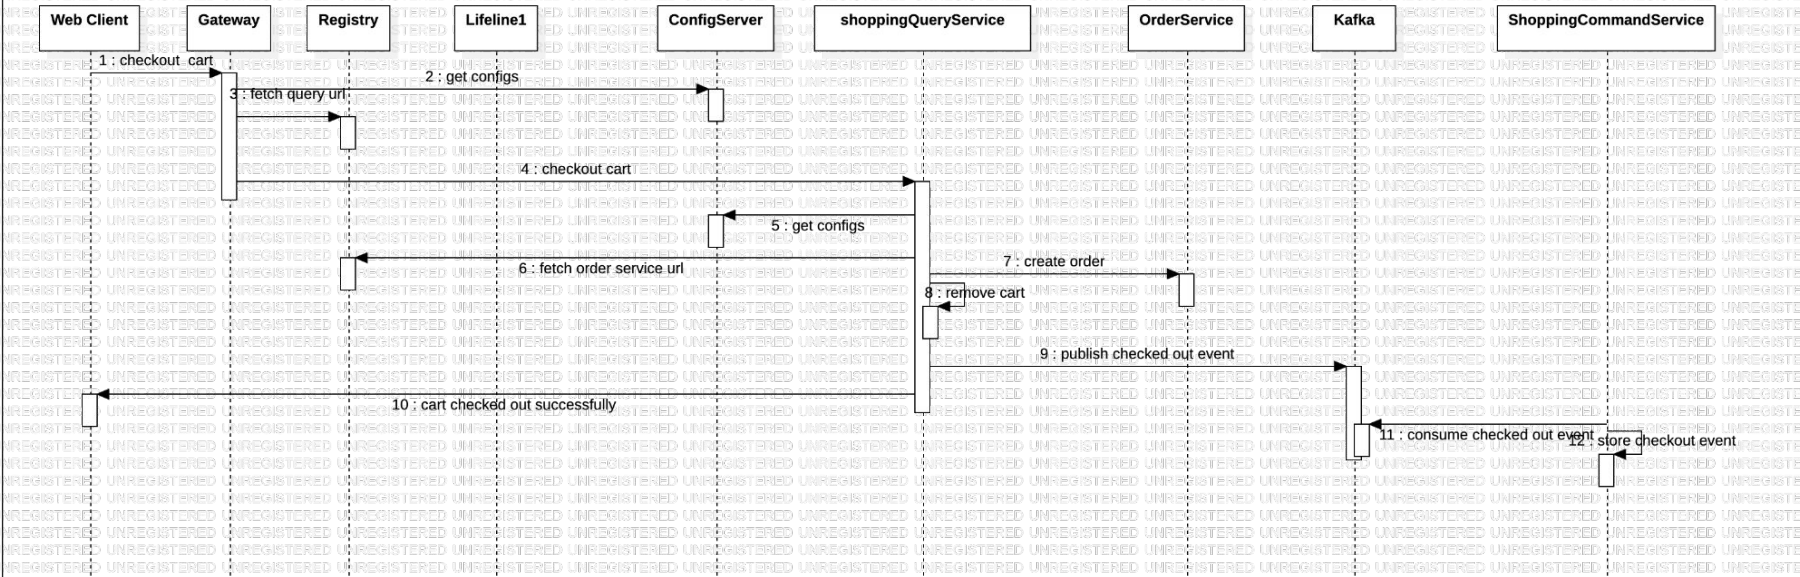 Web Client
Gateway
Registry
Lifeline1
ConfigServer
shoppingQueryService
OrderService
Kafka
ShoppingCommandService
1 : checkout cart
2 : get configs
3 : fetch query url
4 : checkout cart
5 : get configs
6 : fetch order service url
7 : create order
8 : remove cart
9 : publish checked out event
10 : cart checked out successfully
11 : consume checked out event
12 : store checkout event
UNREGISTERED